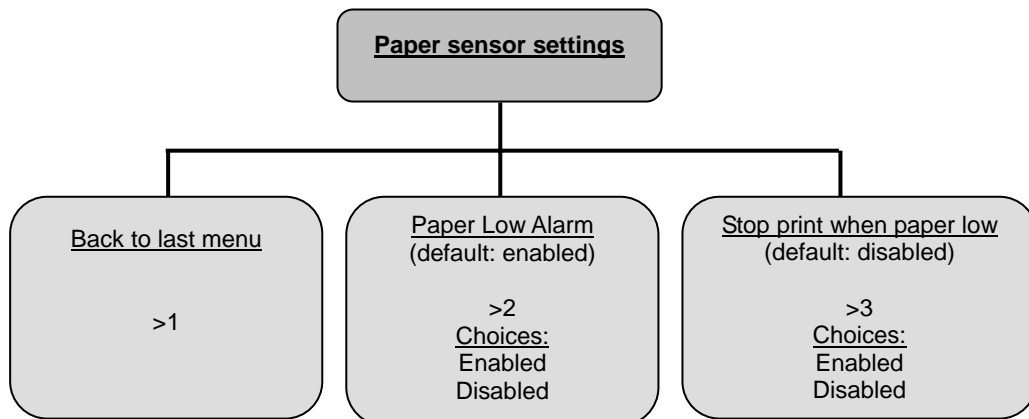 Paper sensor settings
Back to last menu
>1
Paper Low Alarm
(default: enabled)
>2
Choices:
Enabled
Disabled
Stop print when paper low
(default: disabled)
>3
Choices:
Enabled
Disabled